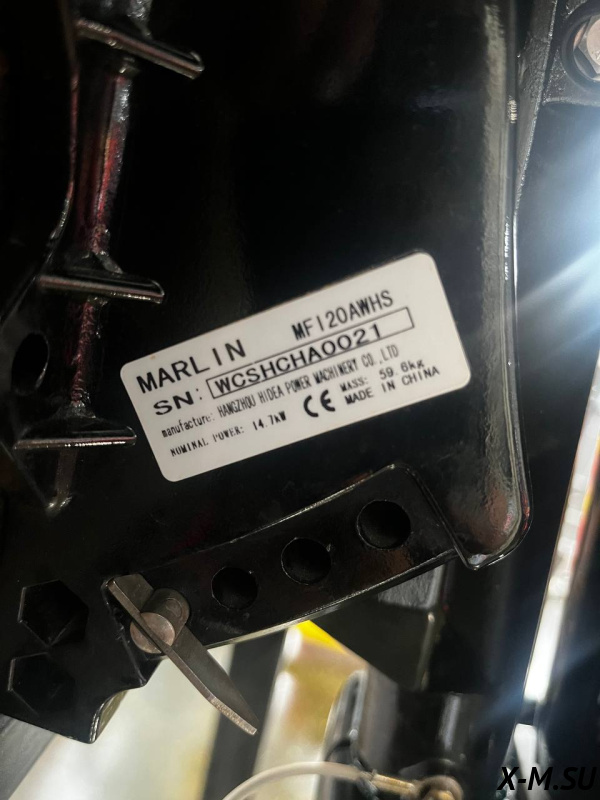 MARLIN MFI20AWHS
SN: WCSHCHA0021
manufacture: HANGZHOU HIDEA POWER MACHINERY CO.,LTD
NOMINAL POWER: 14.7kW CE MASS: 59.6kg
MADE IN CHINA
X-M.SU